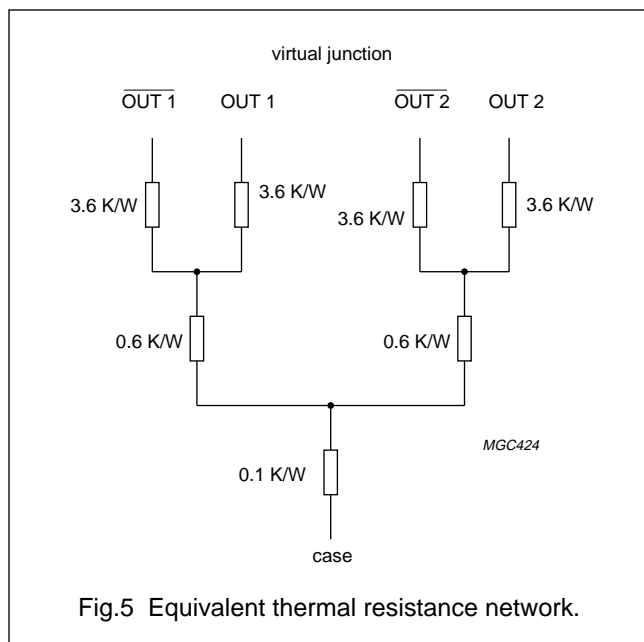 virtual junction
OUT 1 OUT 1 OUT 2 OUT 2
3.6 K/W 3.6 K/W 3.6 K/W 3.6 K/W
0.6 K/W 0.6 K/W
MGC424
0.1 K/W
case
Fig.5 Equivalent thermal resistance network.